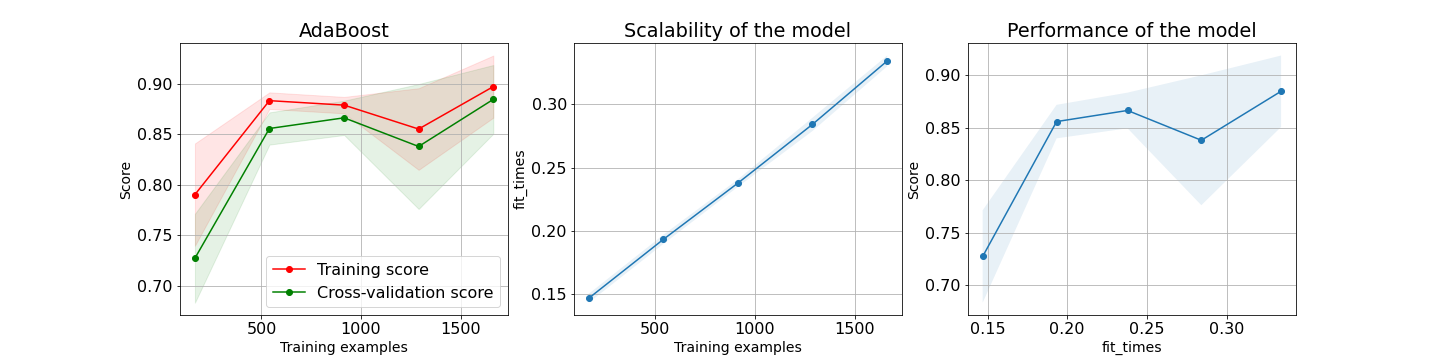 AdaBoost
Score
0.90
0.85
0.80
0.75
0.70
Training score
Cross-validation score
500
1000
1500
Training examples
Scalability of the model
fit_times
0.30
0.25
0.20
0.15
500
1000
1500
Training examples
Performance of the model
Score
0.90
0.85
0.80
0.75
0.70
0.15
0.20
0.25
0.30
fit_times